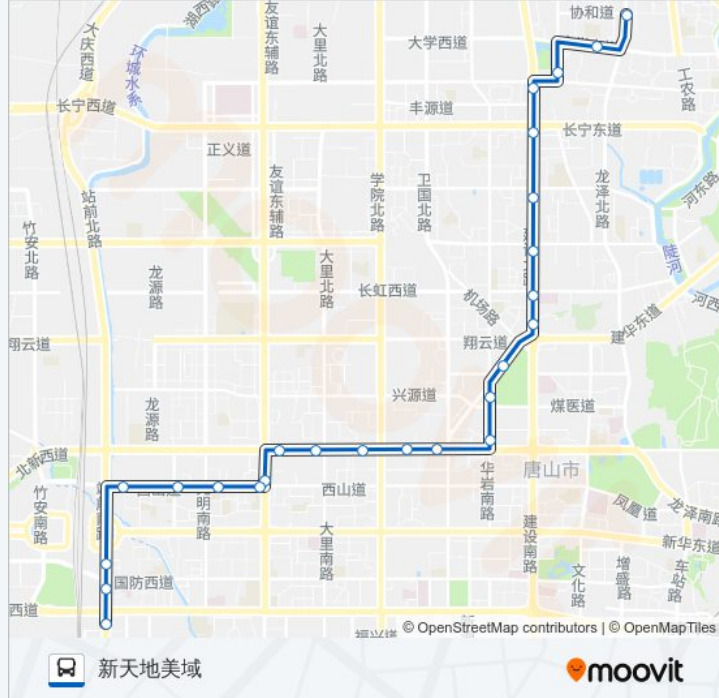 协和道
湖西路
友谊东辅路
大里北路
大学西道
大庆西道
环城水系
工农路
长宁西道
丰源道
长宁东道
正义道
友谊东辅路
学院北路
卫国北路
龙泽北路
河东路
站前北路
竹安北路
陡河
龙源路
大里北路
长虹西道
机场路
河西
翔云道
翔云道
建华东道
兴源道
龙源路
煤医道
北新西道
华岩南路
唐山市
竹安南路
西山道
明南路
凤凰道
龙泽南路
大里南路
建设南路
新华东道
国防西道
文化路
增盛路
车站路
西道
福兴道
© OpenStreetMap contributors | © OpenMapTiles
新天地美域
moovit